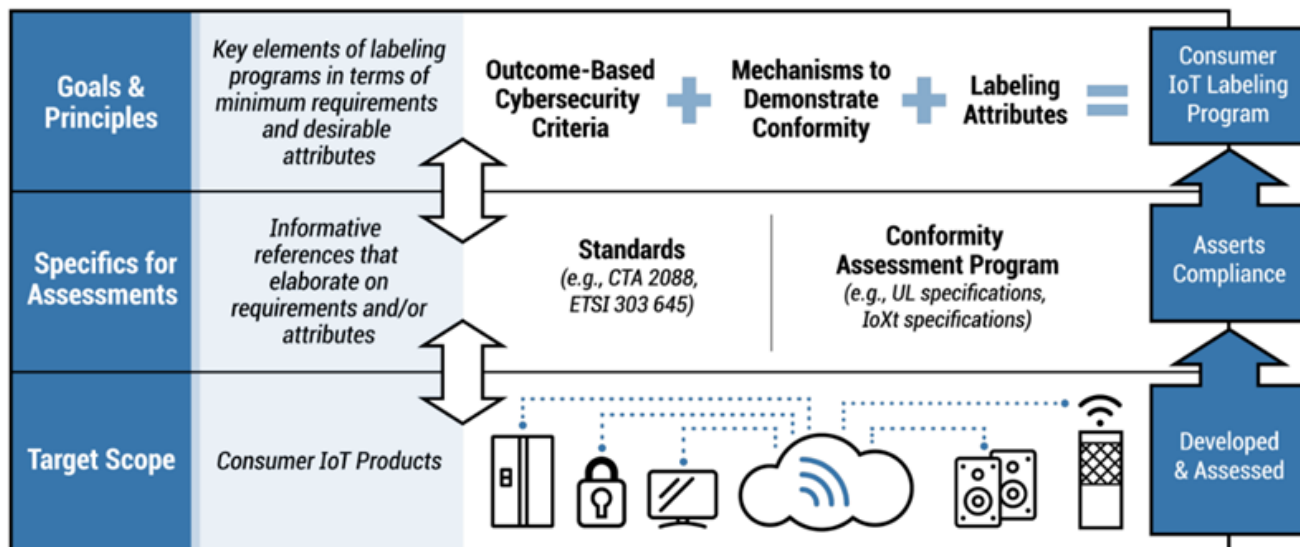 Goals &
Principles
Key elements of labeling
programs in terms of
minimum requirements
and desirable
attributes
Outcome-Based
Cybersecurity
Criteria
+
Mechanisms to
Demonstrate
Conformity
+
Labeling
Attributes
=
Consumer
IoT Labeling
Program
Specifics for
Assessments
Informative
references that
elaborate on
requirements and/or
attributes
Standards
(e.g., CTA 2088,
ETSI 303 645)
Conformity
Assessment Program
(e.g., UL specifications,
IoXt specifications)
Asserts
Compliance
Target Scope
Consumer IoT Products
Developed
& Assessed